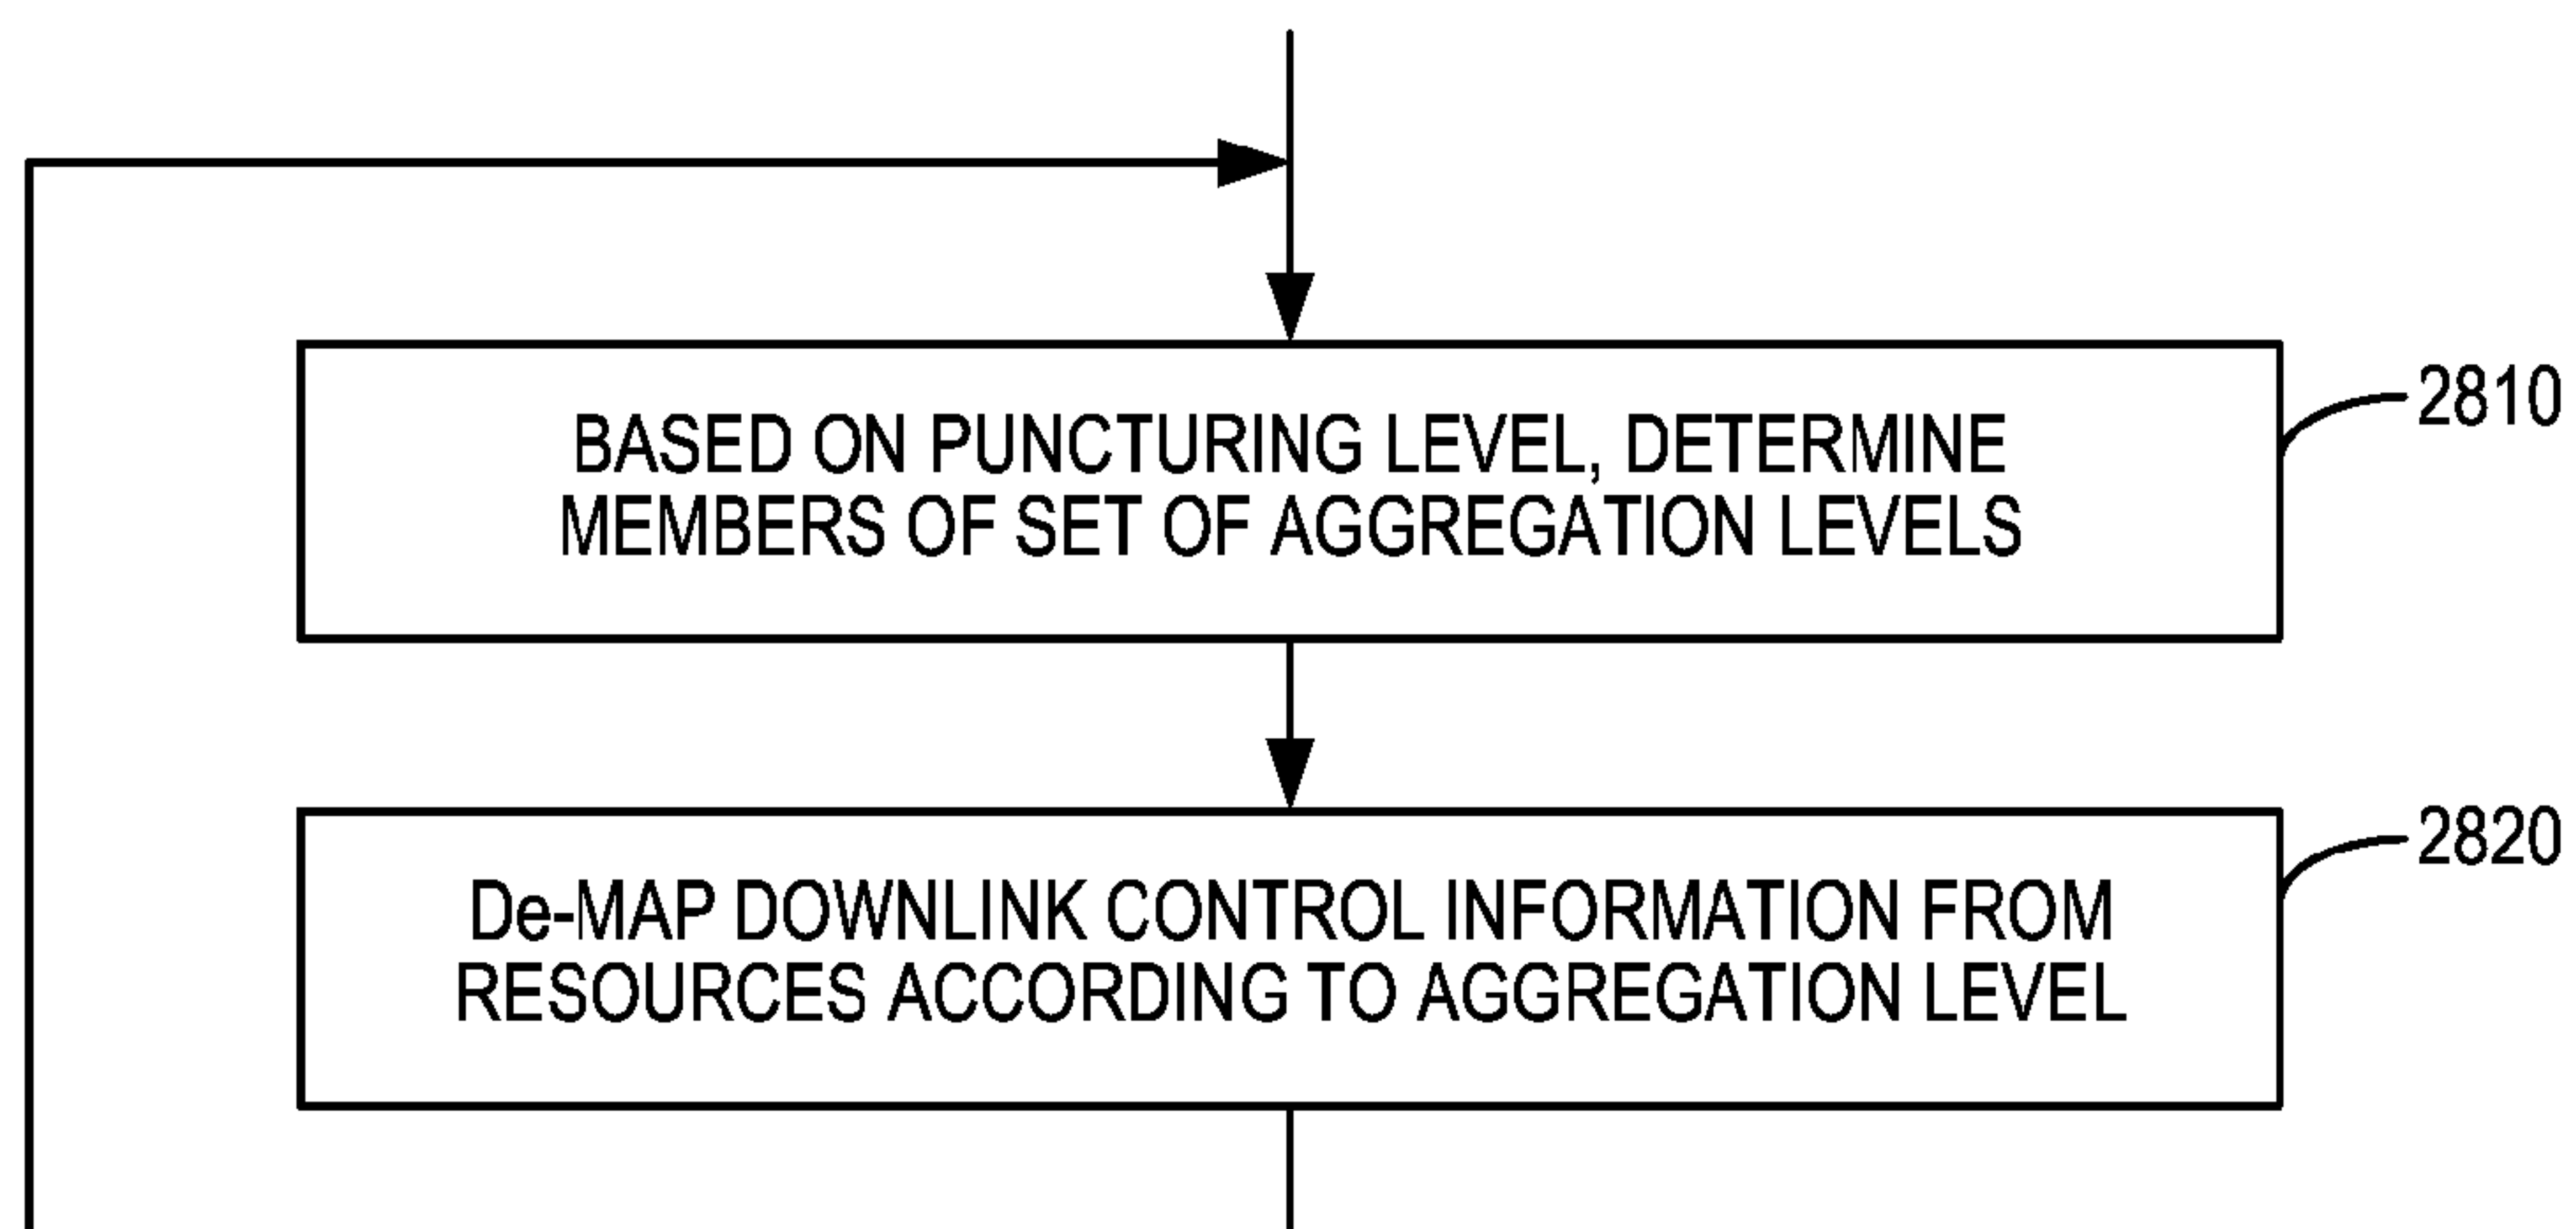 BASED ON PUNCTURING LEVEL, DETERMINE
MEMBERS OF SET OF AGGREGATION LEVELS
2810
De-MAP DOWNLINK CONTROL INFORMATION FROM
RESOURCES ACCORDING TO AGGREGATION LEVEL
2820